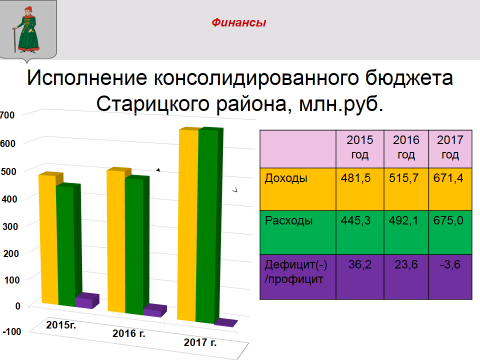 Финансы
Исполнение консолидированного бюджета
Старицкого района, млн.руб.
700
600
500
400
300
200
100
0
-100
2015г.
2016 г.
2017 г.
2015 год 2016 год 2017 год
Доходы 481,5 515,7 671,4
Расходы 445,3 492,1 675,0
Дефицит(-)/профицит 36,2 23,6 -3,6